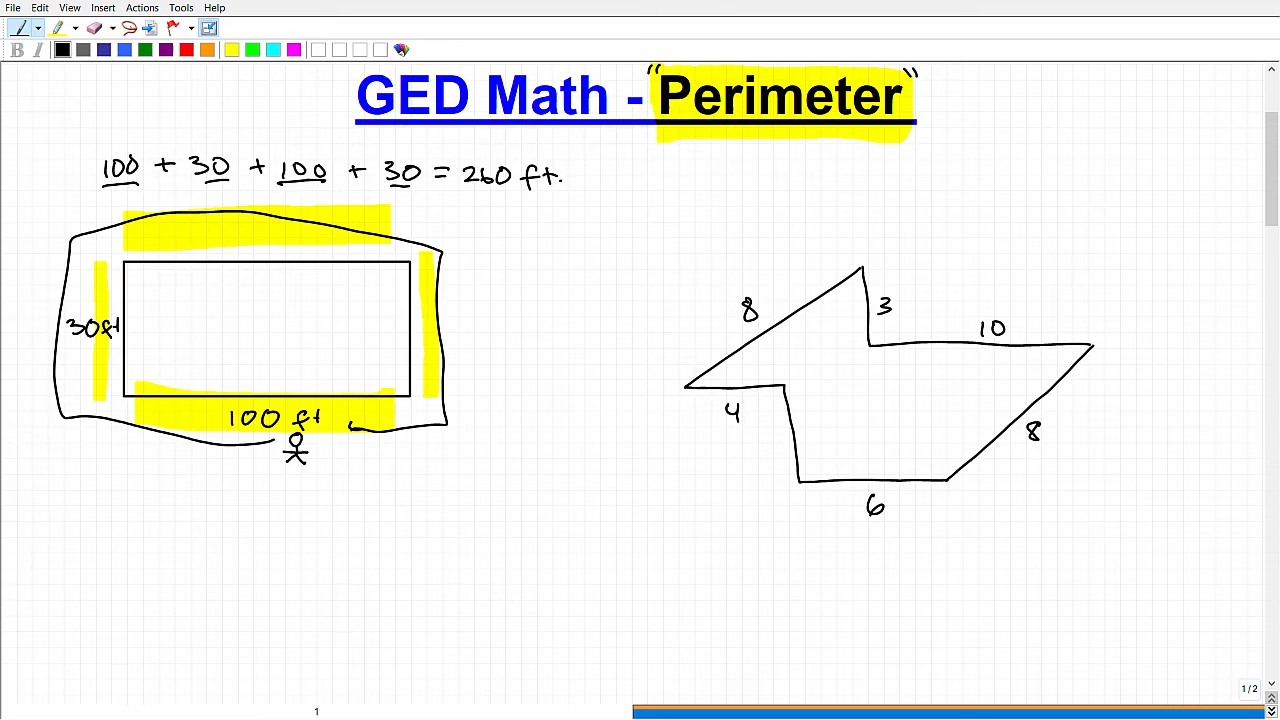 File Edit View Insert Actions Tools Help
B I
GED Math - "Perimeter"
100 + 30 + 100 + 30 = 260 ft.
30ft
100 ft
8
3
10
4
8
6
1/2
1